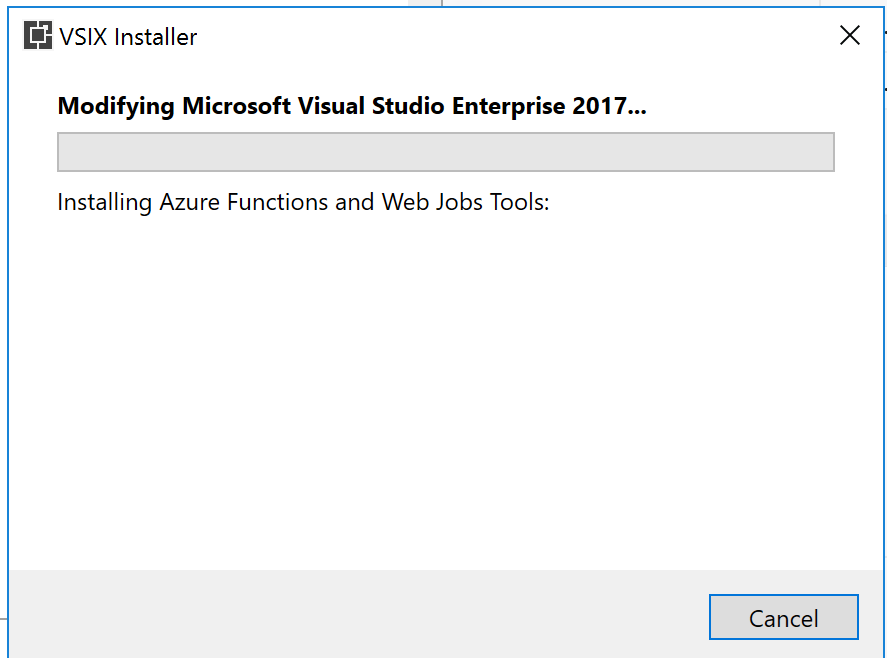 VSIX Installer
Modifying Microsoft Visual Studio Enterprise 2017...
Installing Azure Functions and Web Jobs Tools:
Cancel